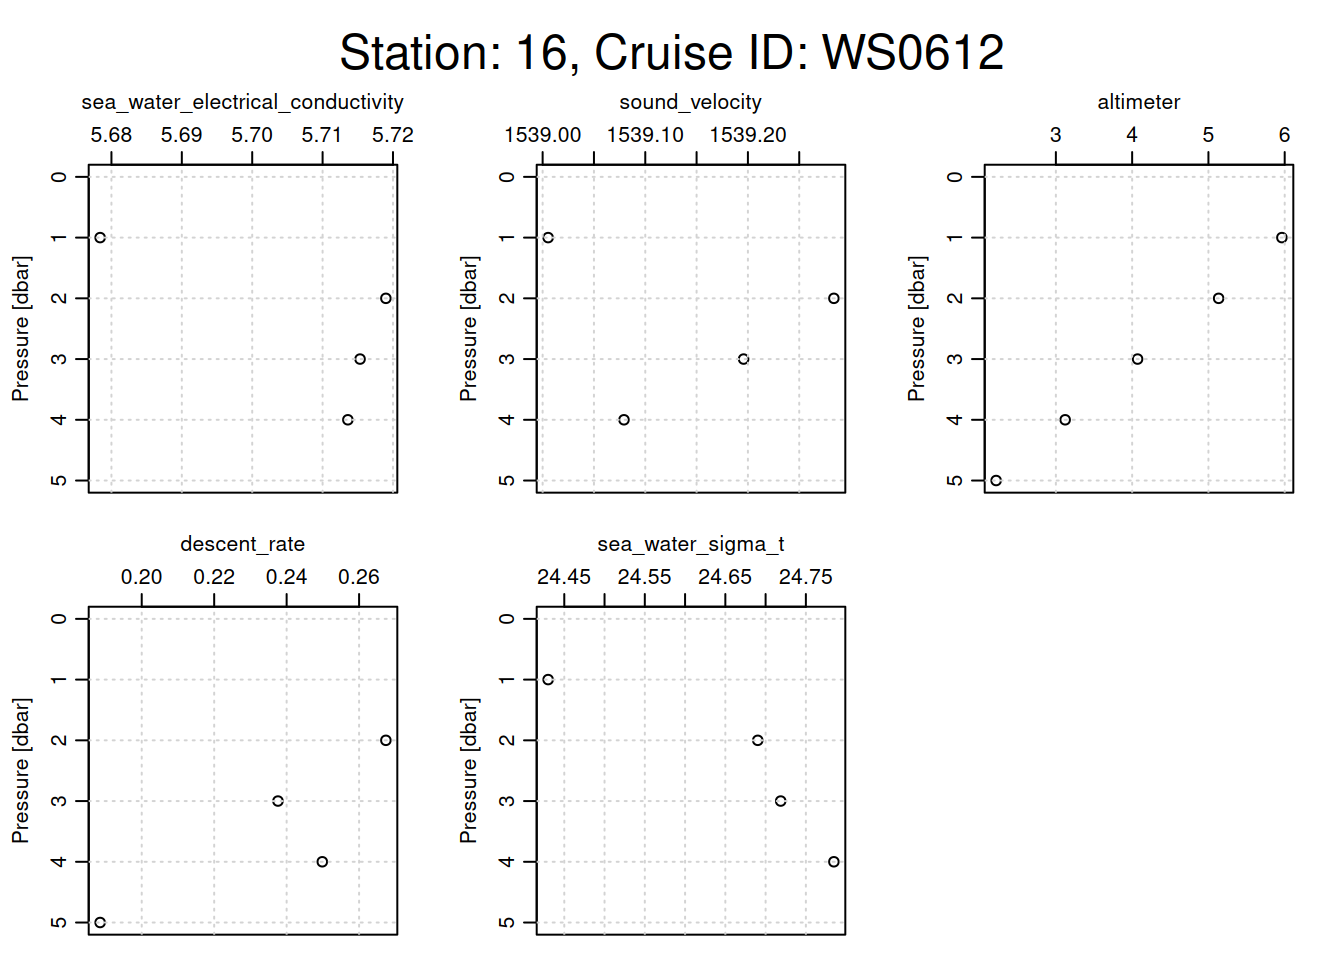 Station: 16, Cruise ID: WS0612
sea_water_electrical_conductivity
5.68 5.69 5.70 5.71 5.72
Pressure [dbar]
0
1
2
3
4
5
sound_velocity
1539.00 1539.10 1539.20
Pressure [dbar]
0
1
2
3
4
5
altimeter
3 4 5 6
Pressure [dbar]
0
1
2
3
4
5
descent_rate
0.20 0.22 0.24 0.26
Pressure [dbar]
0
1
2
3
4
5
sea_water_sigma_t
24.45 24.55 24.65 24.75
Pressure [dbar]
0
1
2
3
4
5